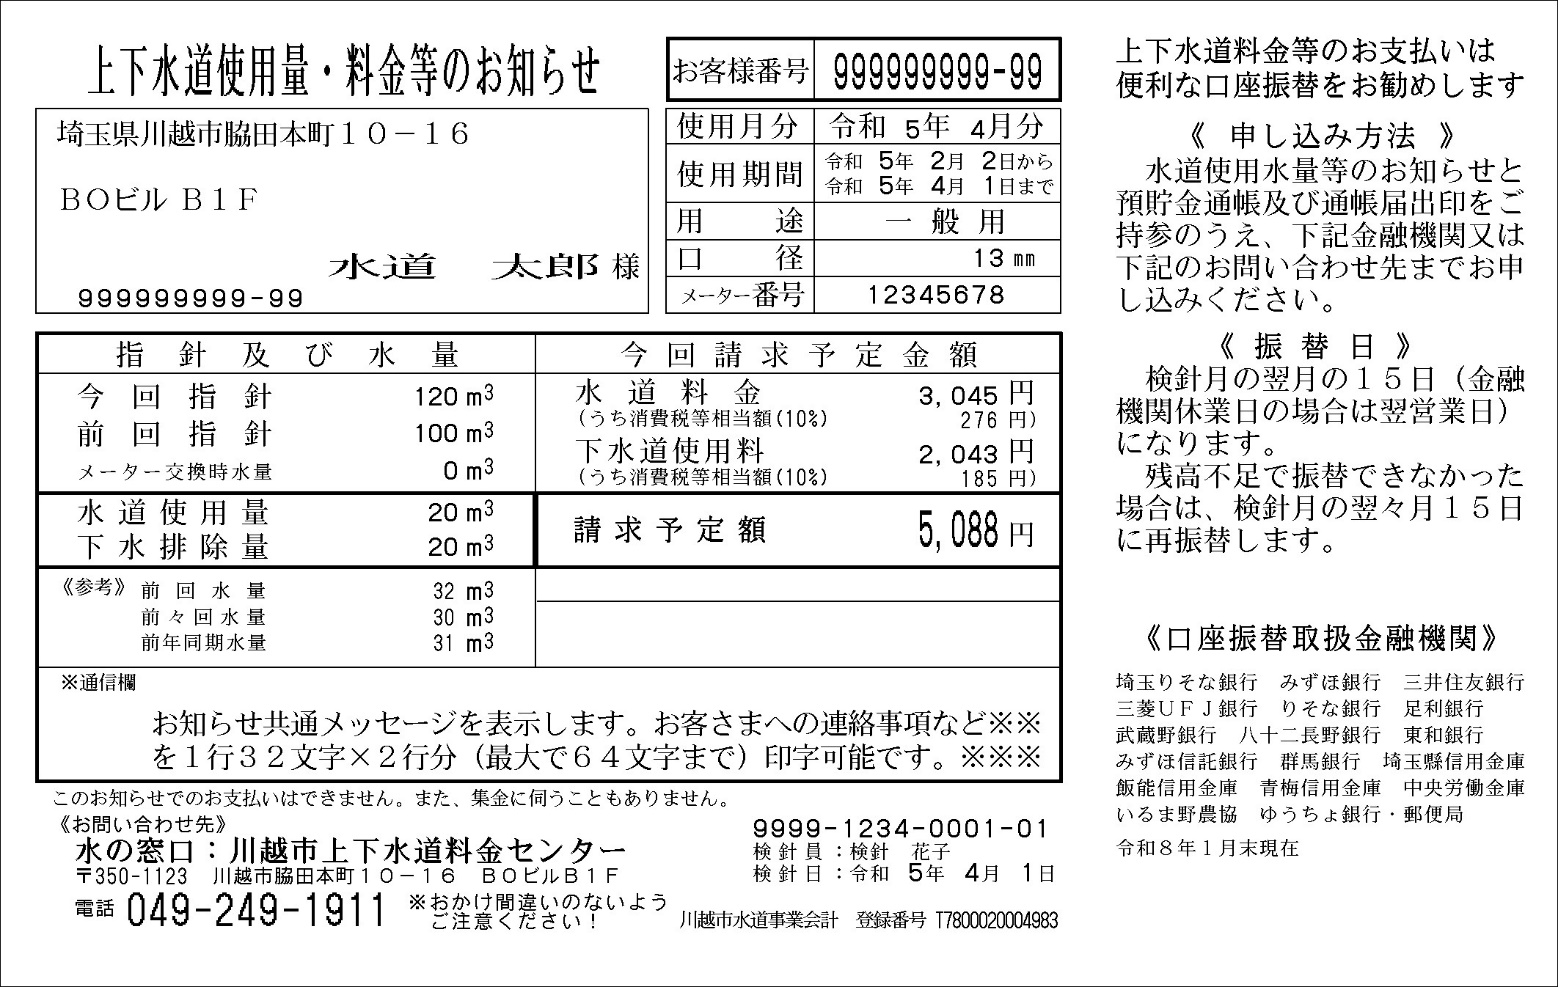 上下水道使用量・料金等のお知らせ
埼玉県川越市脇田本町１０－１６
ＢＯビル Ｂ１Ｆ
水道　太郎 様
999999999-99
お客様番号 999999999-99
使用月分 令和 5年 4月分
使用期間 令和 5年 2月 2日から
令和 5年 4月 1日まで
用途 一般用
口径 13 mm
メーター番号 12345678
指針及び水量
今回指針 120 m3
前回指針 100 m3
メーター交換時水量 0 m3
水道使用量 20 m3
下水排除量 20 m3
《参考》 前回水量 32 m3
前々回水量 30 m3
前年同期水量 31 m3
今回請求予定金額
水道料金 3,045 円
(うち消費税等相当額(10%) 276 円)
下水道使用料 2,043 円
(うち消費税等相当額(10%) 185 円)
請求予定額 5,088 円
※通信欄
お知らせ共通メッセージを表示します。お客さまへの連絡事項など※※
を１行３２文字×２行分（最大で６４文字まで）印字可能です。※※※
このお知らせでのお支払いはできません。また、集金に伺うこともありません。
《お問い合わせ先》
水の窓口：川越市上下水道料金センター
〒350-1123　川越市脇田本町１０－１６　ＢＯビルＢ１Ｆ
電話 049-249-1911 ※おかけ間違いのないよう
ご注意ください！
9999-1234-0001-01
検針員：検針　花子
検針日：令和 5年 4月 1日
川越市水道事業会計　登録番号 T7800020004983
上下水道料金等のお支払いは
便利な口座振替をお勧めします
《 申し込み方法 》
水道使用水量等のお知らせと
預貯金通帳及び通帳届出印をご
持参のうえ、下記金融機関又は
下記のお問い合わせ先までお申
し込みください。
《 振替日 》
検針月の翌月の１５日（金融
機関休業日の場合は翌営業日）
になります。
残高不足で振替できなかった
場合は、検針月の翌々月１５日
に再振替します。
《口座振替取扱金融機関》
埼玉りそな銀行　みずほ銀行　三井住友銀行
三菱ＵＦＪ銀行　りそな銀行　足利銀行
武蔵野銀行　八十二長野銀行　東和銀行
みずほ信託銀行　群馬銀行　埼玉縣信用金庫
飯能信用金庫　青梅信用金庫　中央労働金庫
いるま野農協　ゆうちょ銀行・郵便局
令和８年１月末現在